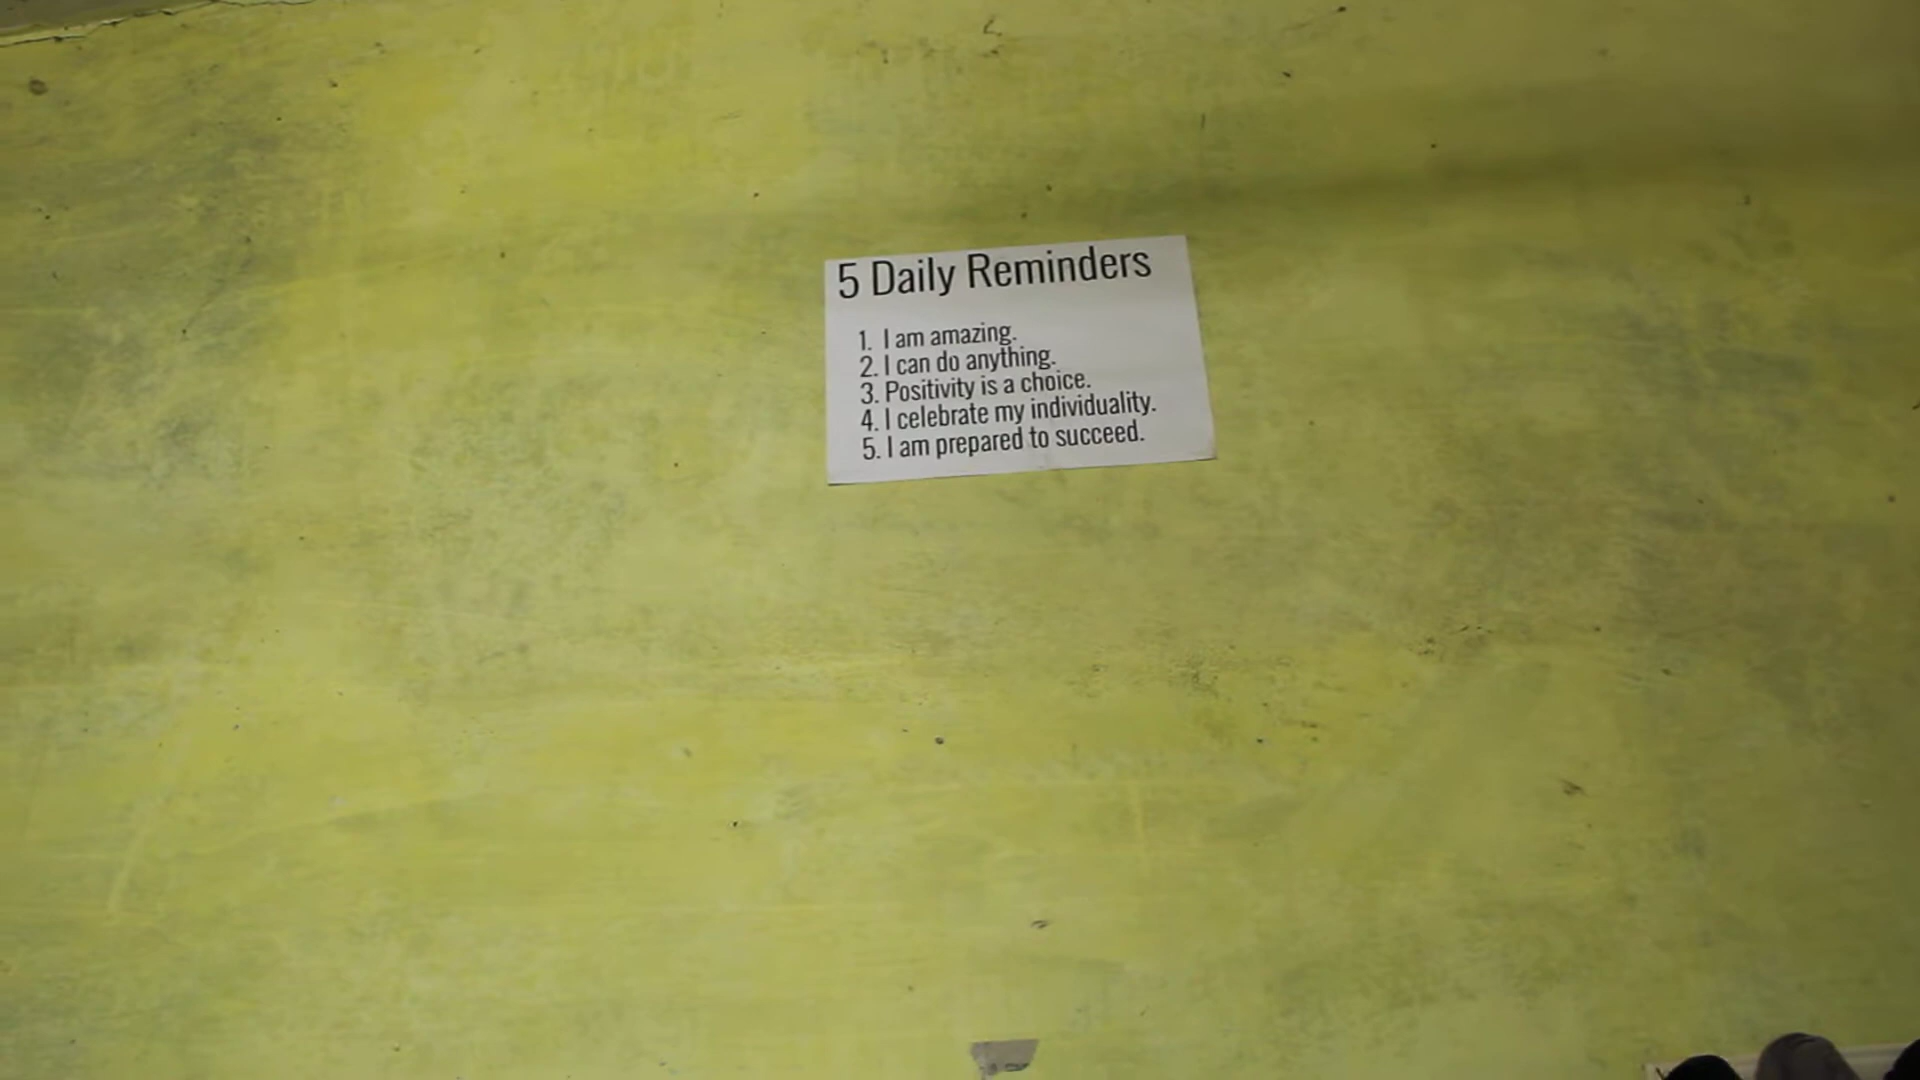 5 Daily Reminders
1. I am amazing.
2. I can do anything.
3. Positivity is a choice.
4. I celebrate my individuality.
5. I am prepared to succeed.